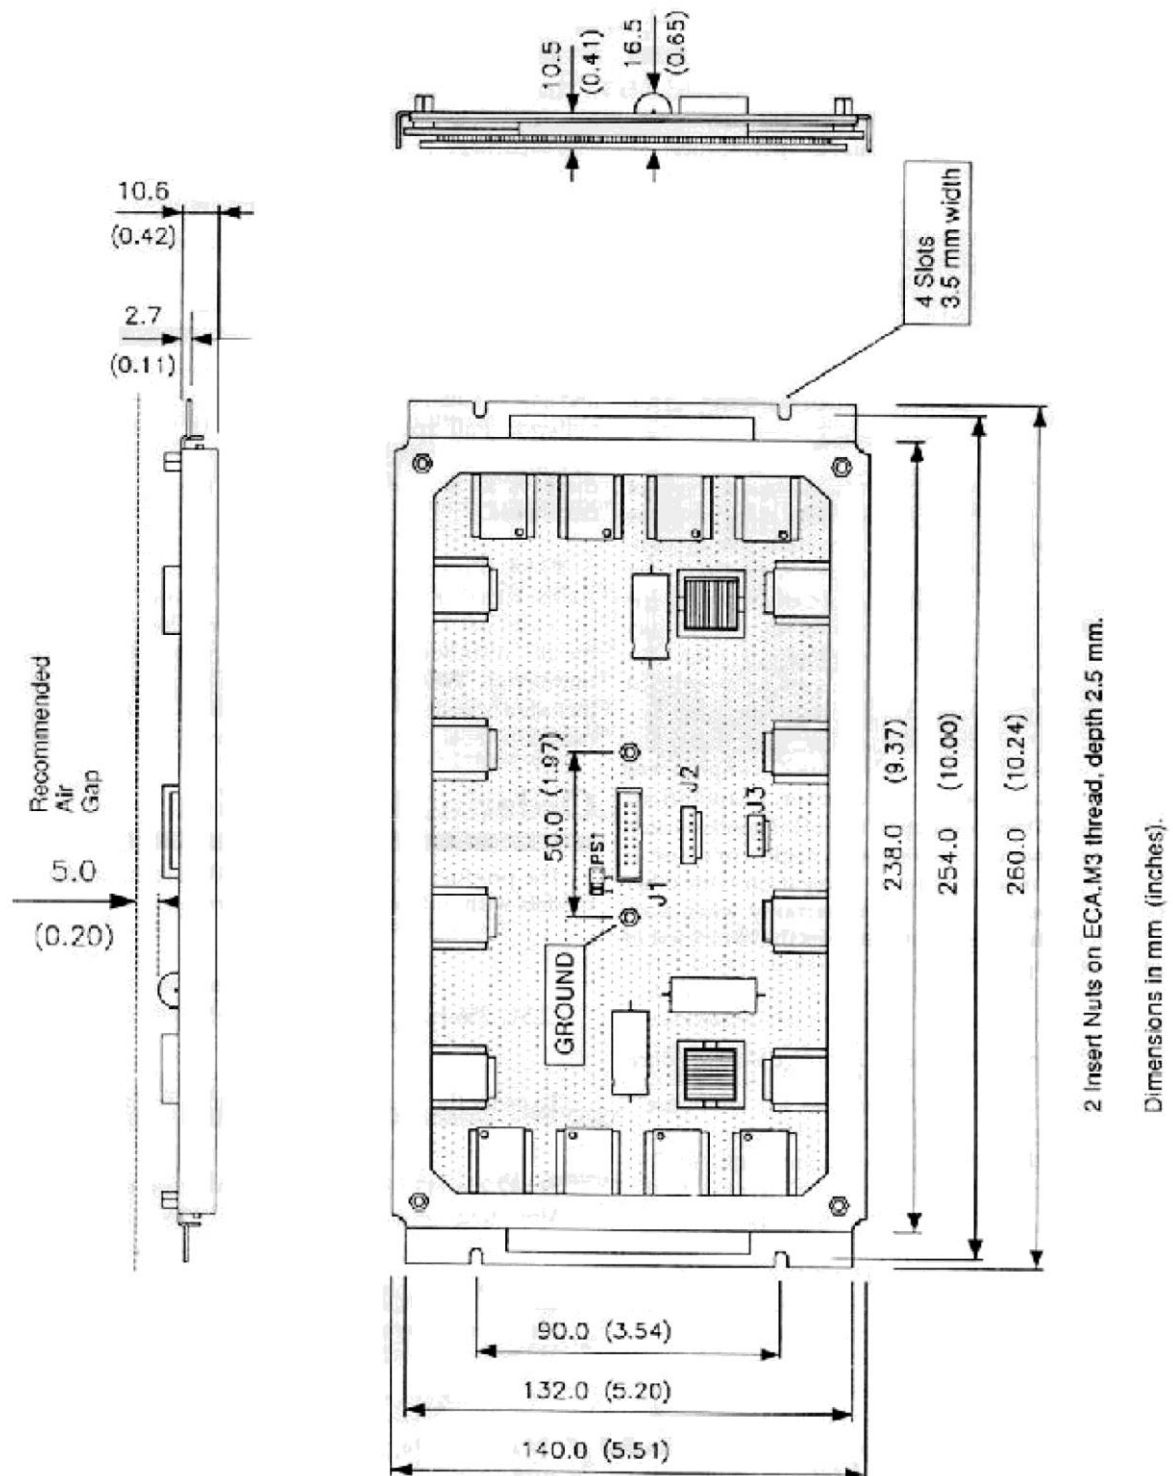 10.5
(0.41)
16.5
(0.65)
10.6
(0.42)
2.7
(0.11)
4 Slots
3.5 mm width
Recommended
Air
Gap
5.0
(0.20)
50.0 (1.97)
PS1
J1
J2
J3
GROUND
238.0 (9.37)
254.0 (10.00)
260.0 (10.24)
90.0 (3.54)
132.0 (5.20)
140.0 (5.51)
2 Insert Nuts on ECA.M3 thread, depth 2.5 mm.
Dimensions in mm (inches).